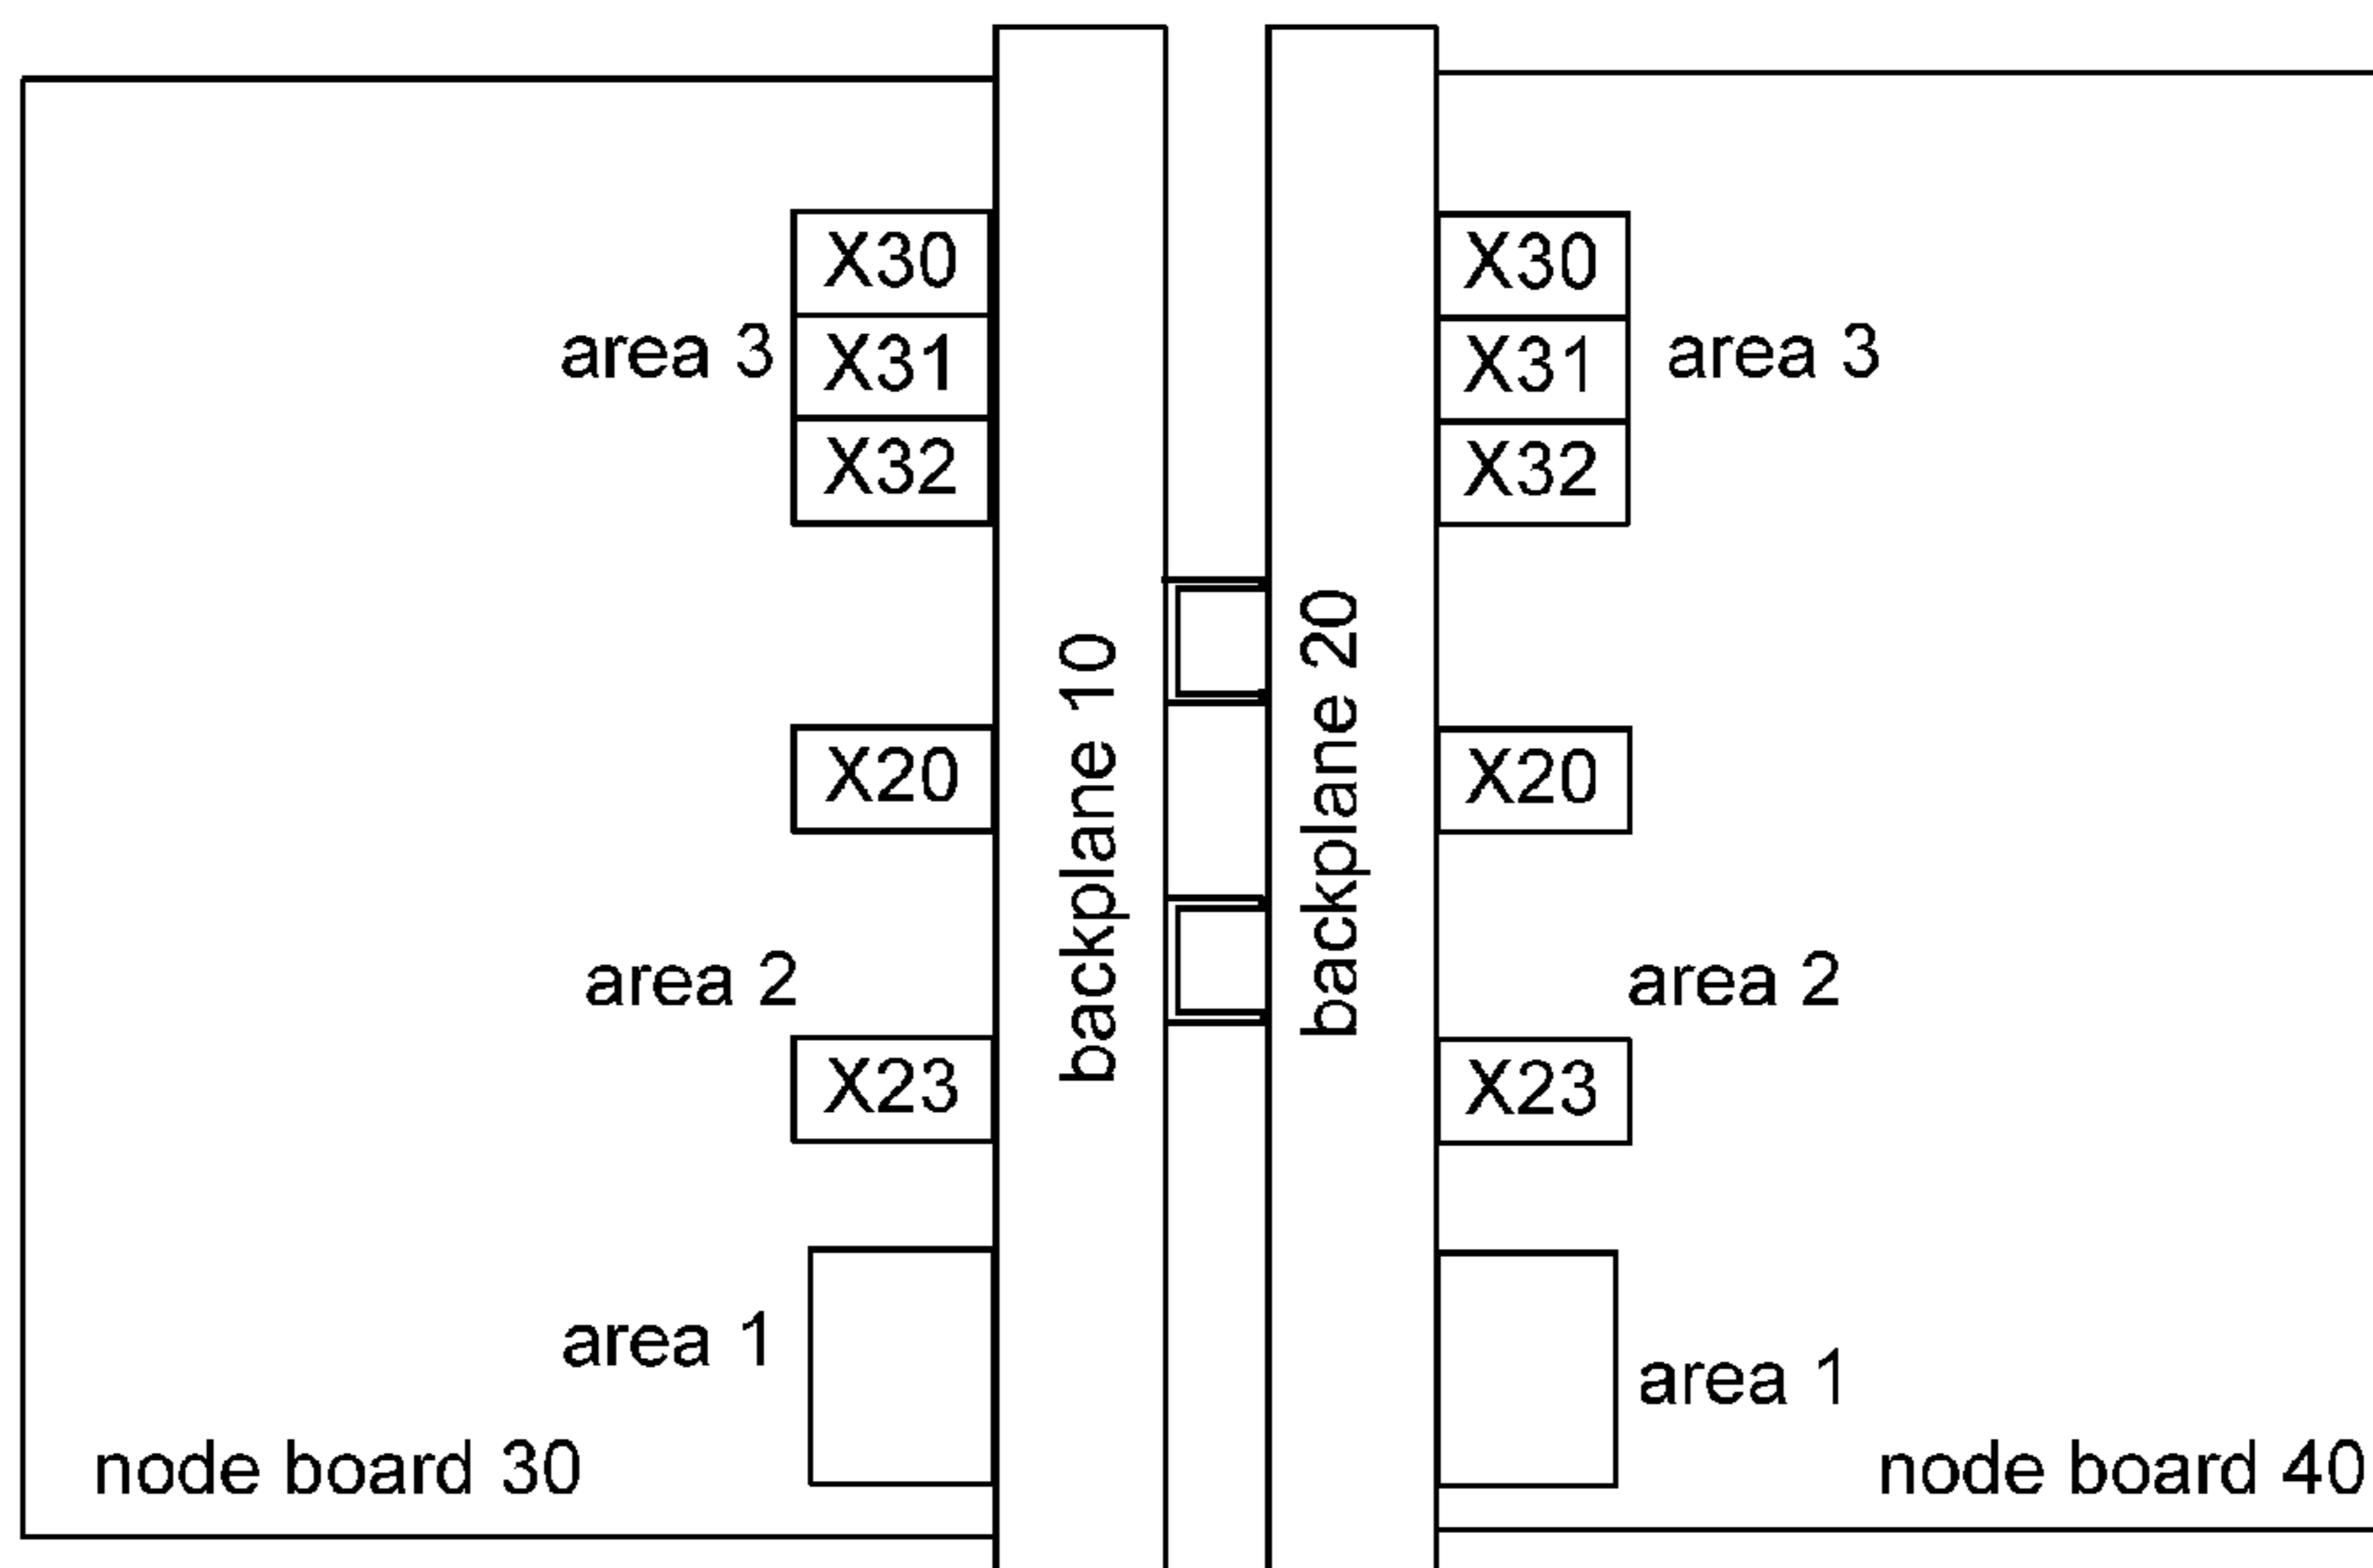 X30
X31
area 3
X32
X20
area 2
X23
area 1
node board 30
backplane 10
backplane 20
X30
X31
area 3
X32
X20
area 2
X23
area 1
node board 40